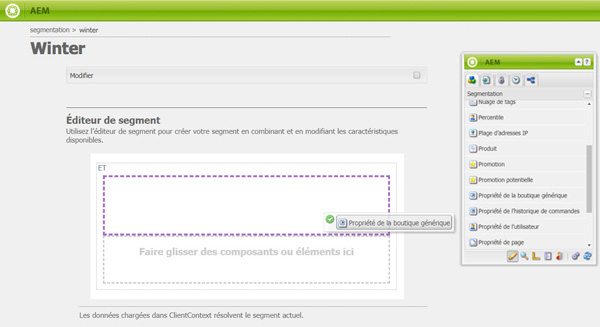 AEM
segmentation > winter
Winter
Modifier
Éditeur de segment
Utilisez l'éditeur de segment pour créer votre segment en combinant et en modifiant les caractéristiques
disponibles.
ET
Propriété de la boutique générique
Faire glisser des composants ou éléments ici
Les données chargées dans ClientContext résolvent le segment actuel.
AEM
Segmentation
Nuage de tags
Percentile
Plage d'adresses IP
Produit
Promotion
Promotion potentielle
Propriété de la boutique générique
Propriété de l'historique de commandes
Propriété de l'utilisateur
Propriété de page